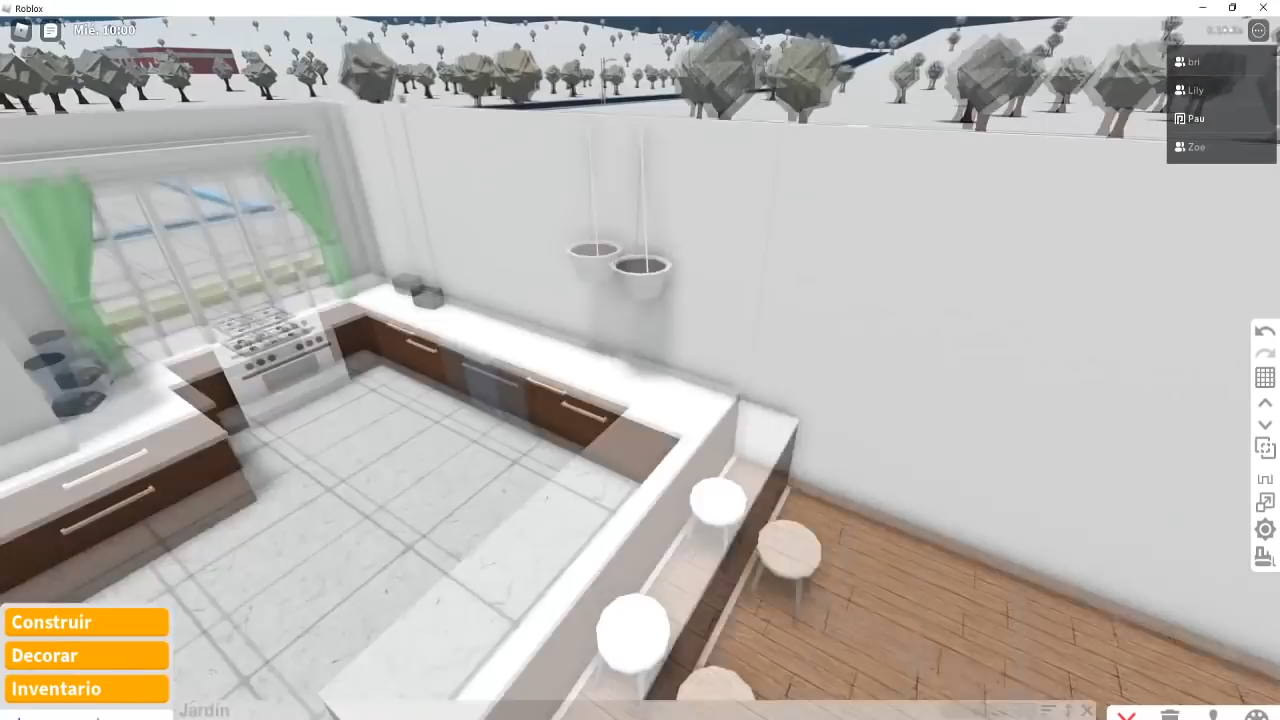 Roblox
Mié. 10:00
bri
Lily
Pau
Zoe
Construir
Decorar
Inventario
Jardín